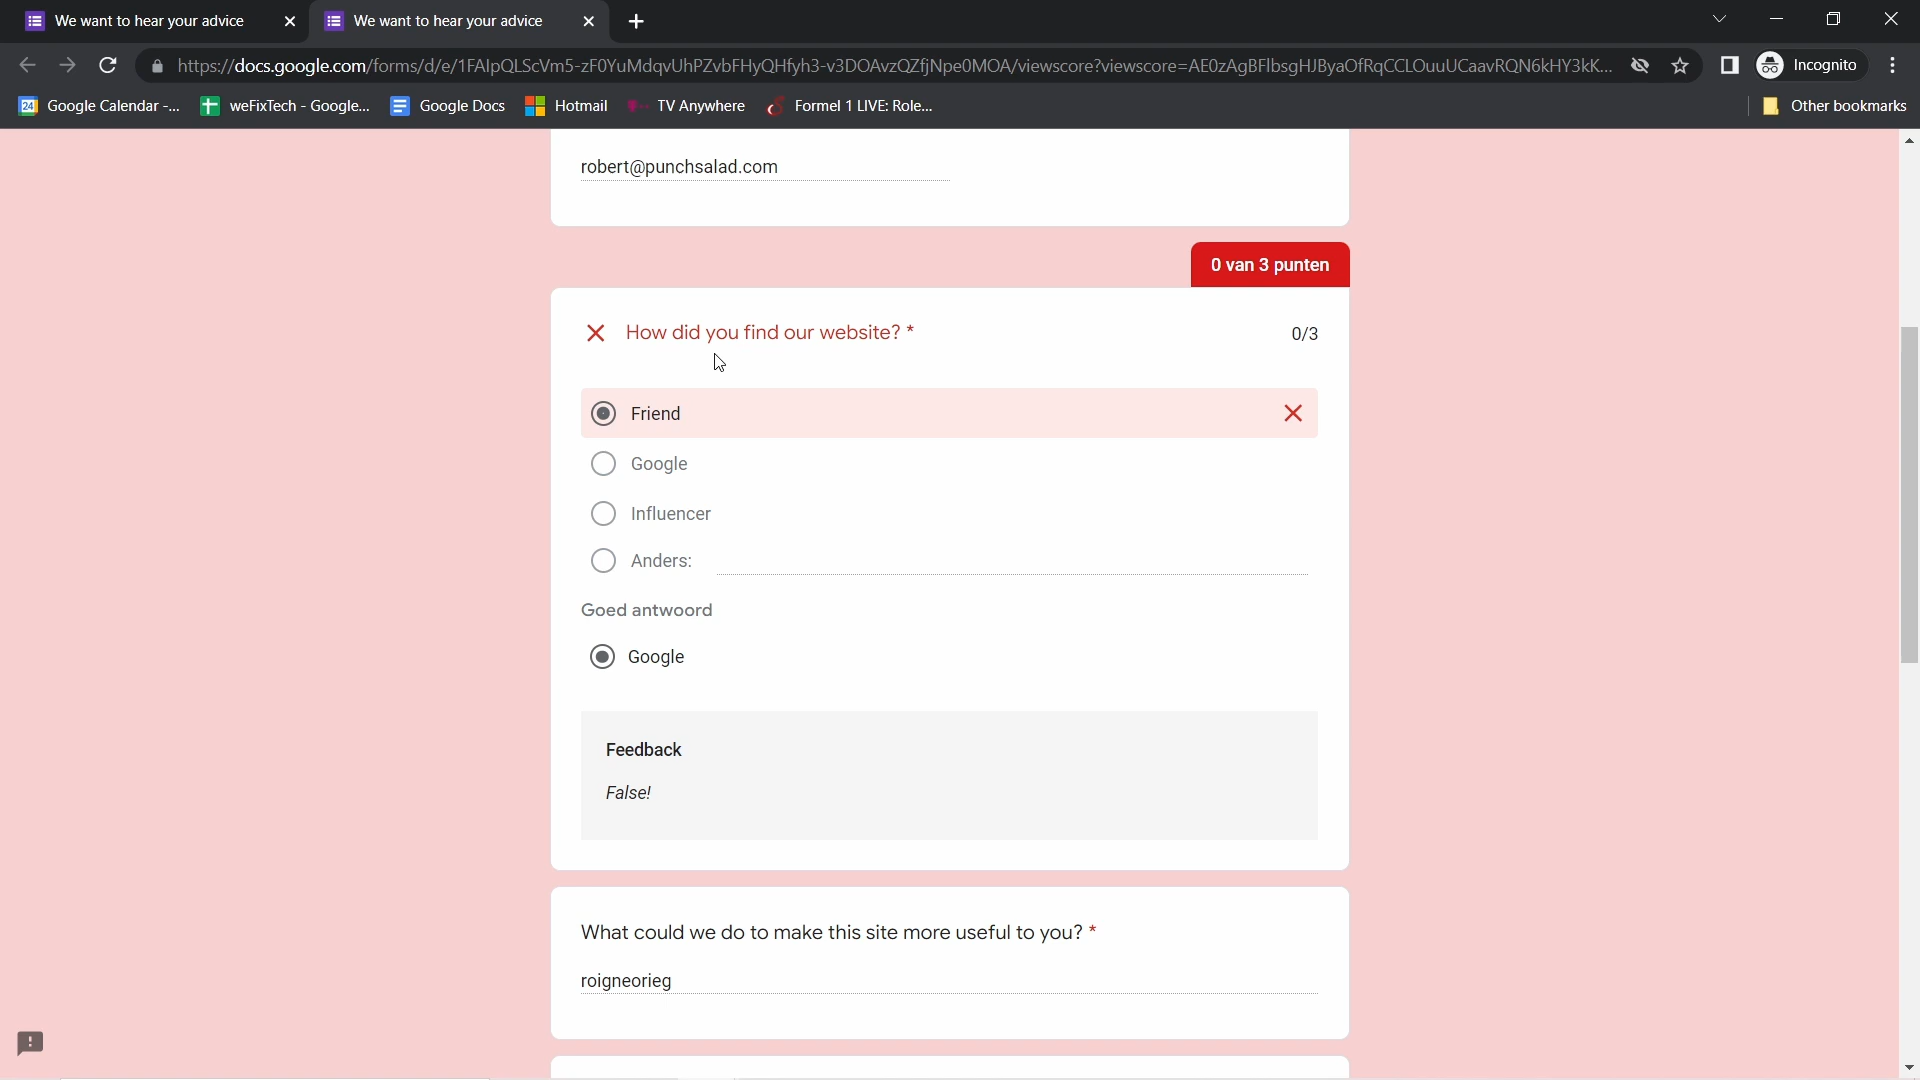 We want to hear your advice
We want to hear your advice
https://docs.google.com/forms/d/e/1FAIpQLScVm5-zF0YuMdqvUhPZvbFHyQHfyh3-v3DOAvzQZfjNpe0MOA/viewscore?viewscore=AE0zAgBFlbsgHJByaOfRqCCLOuuUCaavRQN6kHY3kK...
Incognito
Google Calendar -...
weFixTech - Google...
Google Docs
Hotmail
TV Anywhere
Formel 1 LIVE: Role...
Other bookmarks
robert@punchsalad.com
0 van 3 punten
How did you find our website? *
0/3
Friend
Google
Influencer
Anders:
Goed antwoord
Google
Feedback
False!
What could we do to make this site more useful to you? *
roigneorieg